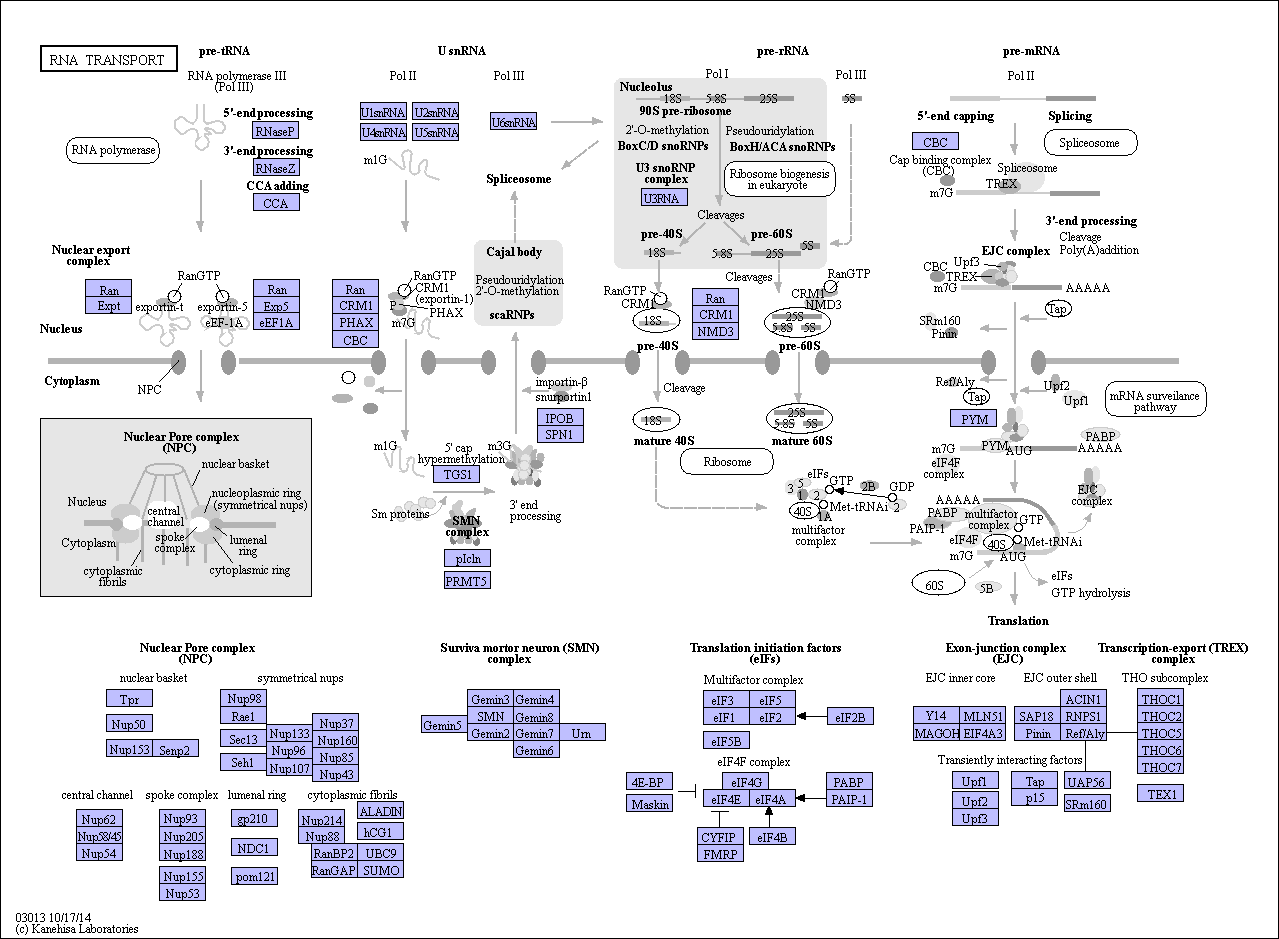 RNA TRANSPORT
pre-tRNA
RNA polymerase III
(Pol III)
5'-end processing
RNaseP
3'-end processing
RNaseZ
CCA adding
CCA
RNA polymerase
Nuclear export
complex
Ran
Expt
RanGTP
exportin-t
exportin-5
eEF-1A
Ran
Exp5
eEF1A
Nucleus
Cytoplasm
NPC
U snRNA
Pol II
Pol III
U1snRNA
U2snRNA
U4snRNA
U5snRNA
U6snRNA
m1G
Spliceosome
Cajal body
Pseudouridylation
2'-O-methylation
scaRNPs
Ran
CRM1
PHAX
CBC
RanGTP
CRM1
(exportin-1)
P
PHAX
m7G
importin-β
snurportin1
IPOB
SPN1
m1G
5' cap
hypermethylation
TGS1
m3G
3' end
processing
Sm proteins
SMN
complex
pIcln
PRMT5
pre-rRNA
Pol I
Pol III
Nucleolus
18S
5.8S
25S
5S
90S pre-ribosome
2'-O-methylation
BoxC/D snoRNPs
Pseudouridylation
BoxH/ACA snoRNPs
U3 snoRNP
complex
U3RNA
Ribosome biogenesis
in eukaryote
Cleavages
pre-40S
18S
pre-60S
5.8S
25S
5S
Cleavages
RanGTP
CRM1
18S
pre-40S
Ran
CRM1
NMD3
RanGTP
CRM1
NMD3
25S
5.8S
5S
pre-60S
Cleavage
18S
mature 40S
25S
5.8S
5S
mature 60S
Ribosome
eIFs
3
5
1
2
GTP
2B
GDP
2
40S
1A
Met-tRNAi
multifactor
complex
pre-mRNA
Pol II
5'-end capping
Splicing
CBC
Spliceosome
Cap binding complex
(CBC)
Spliceosome
TREX
m7G
3'-end processing
Cleavage
Poly(A)addition
EJC complex
CBC
Upf3
TREX
m7G
AAAAA
Tap
SRm160
Pinin
Ref/Aly
Tap
Upf2
Upf1
mRNA surveilance
pathway
PYM
m7G
PYM
AUG
PABP
AAAAA
eIF4F
complex
EJC
complex
AAAAA
PABP
PAIP-1
multifactor
complex
GTP
eIF4F
40S
Met-tRNAi
m7G
AUG
60S
5B
eIFs
GTP hydrolysis
Translation
Nuclear Pore complex
(NPC)
nuclear basket
Nucleus
nucleoplasmic ring
(symmetrical nups)
central
channel
spoke
complex
Cytoplasm
lumenal
ring
cytoplasmic
fibrils
cytoplasmic ring
Nuclear Pore complex
(NPC)
nuclear basket
Tpr
Nup50
Nup153
Senp2
symmetrical nups
Nup98
Rae1
Sec13
Seh1
Nup133
Nup96
Nup107
Nup37
Nup160
Nup85
Nup43
central channel
Nup62
Nup58/45
Nup54
spoke complex
Nup93
Nup205
Nup188
Nup155
Nup53
lumenal ring
gp210
NDC1
pom121
cytoplasmic fibrils
Nup214
Nup88
ALADIN
hCG1
RanBP2
UBC9
RanGAP
SUMO
Surviva mortor neuron (SMN)
complex
Gemin3
Gemin4
Gemin5
SMN
Gemin8
Gemin2
Gemin7
Urn
Gemin6
Translation initiation factors
(eIFs)
Multifactor complex
eIF3
eIF5
eIF1
eIF2
eIF2B
eIF5B
eIF4F complex
4E-BP
Maskin
eIF4G
eIF4E
eIF4A
PABP
PAIP-1
CYFIP
FMRP
eIF4B
Exon-junction complex
(EJC)
EJC inner core
Y14
MLN51
MAGOH
EIF4A3
EJC outer shell
ACIN1
SAP18
RNPS1
Pinin
Ref/Aly
Transiently interacting factors
Upf1
Upf2
Upf3
Tap
p15
UAP56
SRm160
Transcription-export (TREX)
complex
THO subcomplex
THOC1
THOC2
THOC5
THOC6
THOC7
TEX1
03013 10/17/14
(c) Kanehisa Laboratories